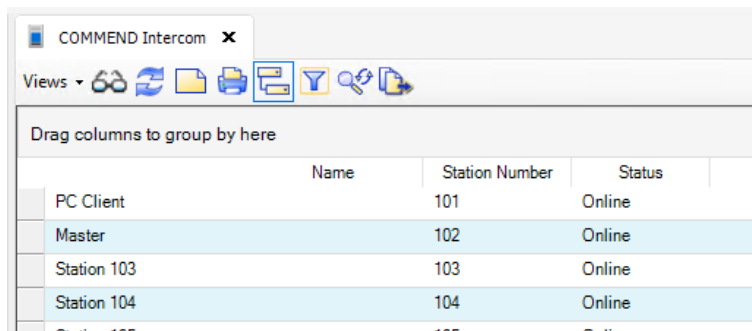 COMMEND Intercom
Views
Drag columns to group by here
Name Station Number Status
PC Client 101 Online
Master 102 Online
Station 103 103 Online
Station 104 104 Online